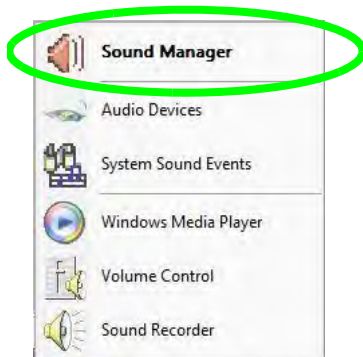 Sound Manager
Audio Devices
System Sound Events
Windows Media Player
Volume Control
Sound Recorder